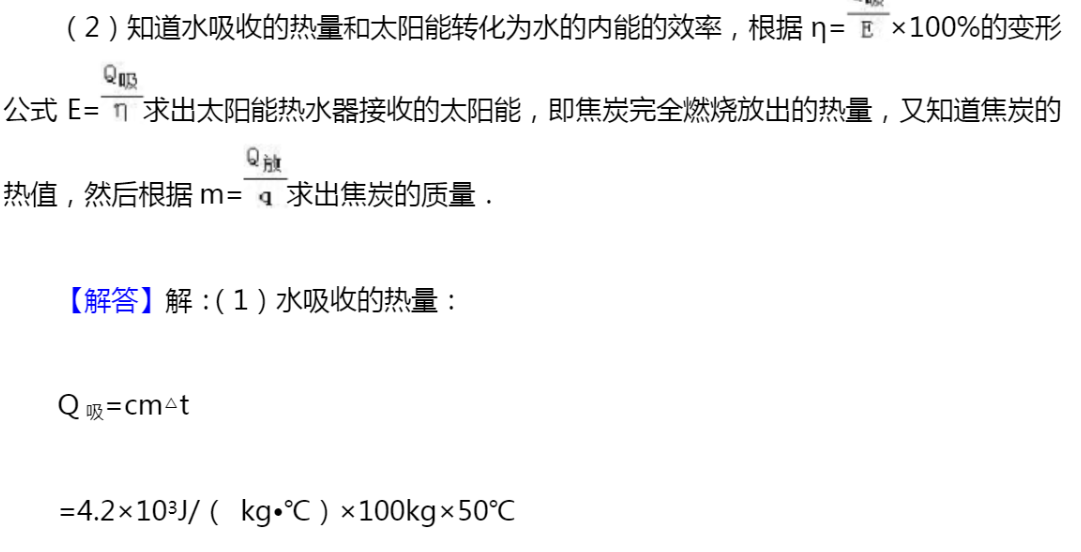 （2）知道水吸收的热量和太阳能转化为水的内能的效率，根据 η=Q吸/E×100%的变形
公式 E=Q吸/η 求出太阳能热水器接收的太阳能，即焦炭完全燃烧放出的热量，又知道焦炭的
热值，然后根据 m=Q放/q 求出焦炭的质量．
【解答】解：（1）水吸收的热量：
Q吸=cm△t
=4.2×10³J/（ kg•℃）×100kg×50℃